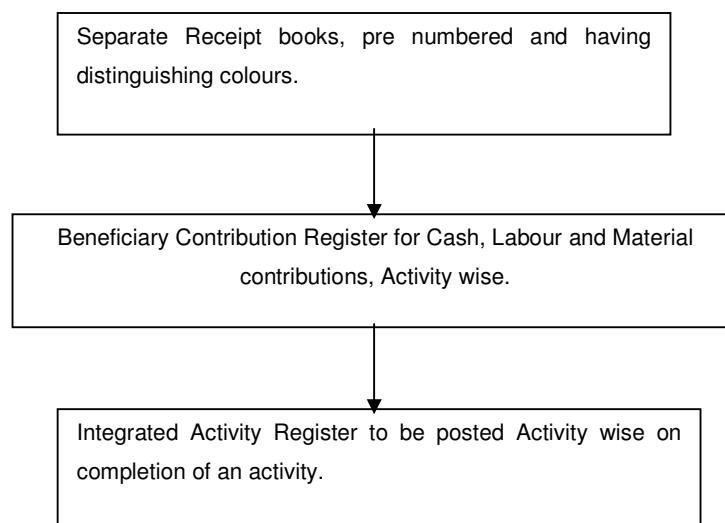 Separate Receipt books, pre numbered and having
distinguishing colours.
Beneficiary Contribution Register for Cash, Labour and Material
contributions, Activity wise.
Integrated Activity Register to be posted Activity wise on
completion of an activity.